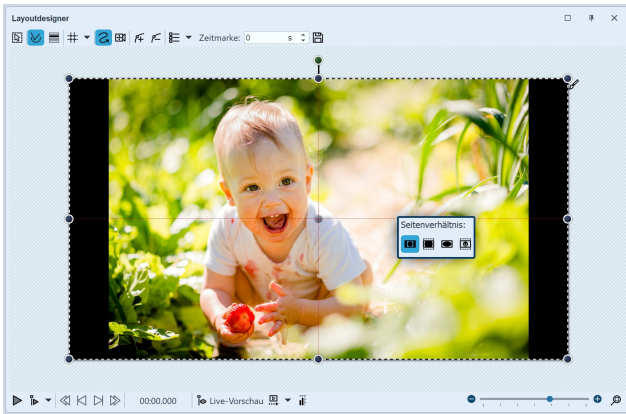 Layoutdesigner
Zeitmarke: 0 s
Seitenverhältnis:
00:00.000 Live-Vorschau